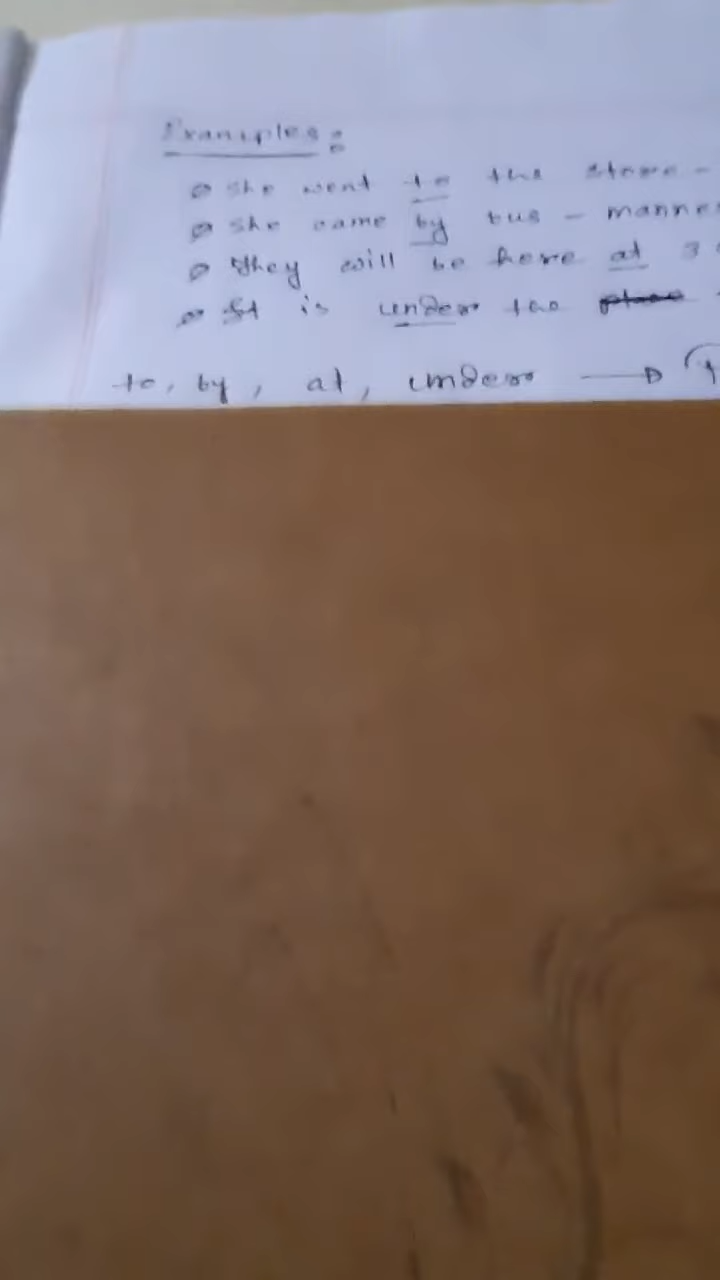 Examples:
She went to the store -
She came by bus - manner
They will be here at 3
It is under the
to, by, at, under →